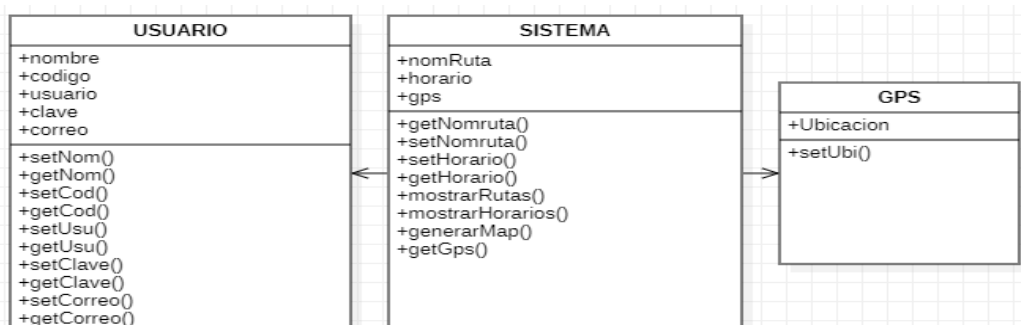 USUARIO
+nombre
+codigo
+usuario
+clave
+correo
+setNom()
+getNom()
+setCod()
+getCod()
+setUsu()
+getUsu()
+setClave()
+getClave()
+setCorreo()
+getCorreo()
SISTEMA
+nomRuta
+horario
+gps
+getNomruta()
+setNomruta()
+setHorario()
+getHorario()
+mostrarRutas()
+mostrarHorarios()
+generarMap()
+getGps()
GPS
+Ubicacion
+setUbi()